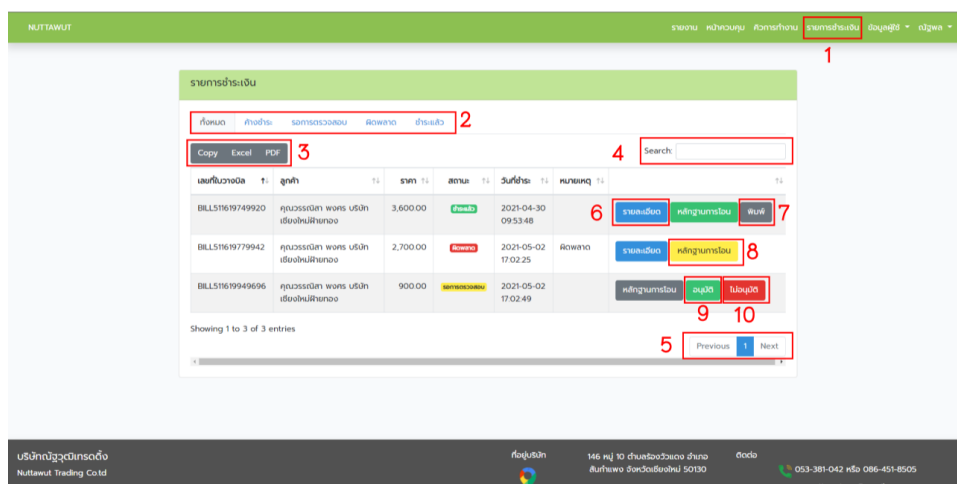 NUTTAWUT รายงาน หน้าควบคุม คิวการทำงาน รายการชำระเงิน ข้อมูลผู้ใช้ ณัฐพล
1
รายการชำระเงิน
ทั้งหมด ค้างชำระ รอการตรวจสอบ ผิดพลาด ชำระแล้ว 2
Copy Excel PDF 3 4 Search:
เลขที่ใบวางบิล ลูกค้า ราคา สถานะ วันที่ชำระ หมายเหตุ
BILL511619749920 คุณวรรณิสา พงศร บริษัท 3,600.00 ชำระแล้ว 2021-04-30 6 รายละเอียด หลักฐานการโอน พิมพ์ 7
เชียงใหม่ฝ้ายทอง 09:53:48
BILL511619779942 คุณวรรณิสา พงศร บริษัท 2,700.00 ผิดพลาด 2021-05-02 ผิดพลาด รายละเอียด หลักฐานการโอน 8
เชียงใหม่ฝ้ายทอง 17:02:25
BILL511619949696 คุณวรรณิสา พงศร บริษัท 900.00 รอการตรวจสอบ 2021-05-02 หลักฐานการโอน อนุมัติ ไม่อนุมัติ
เชียงใหม่ฝ้ายทอง 17:02:49
9 10
Showing 1 to 3 of 3 entries
5 Previous 1 Next
บริษัทณัฐวุฒิเทรดดิ้ง ที่อยู่บริษัท 146 หมู่ 10 ตำบลร้องวัวแดง อำเภอ ติดต่อ
Nuttawut Trading Co.td สันกำแพง จังหวัดเชียงใหม่ 50130 053-381-042 หรือ 086-451-8505